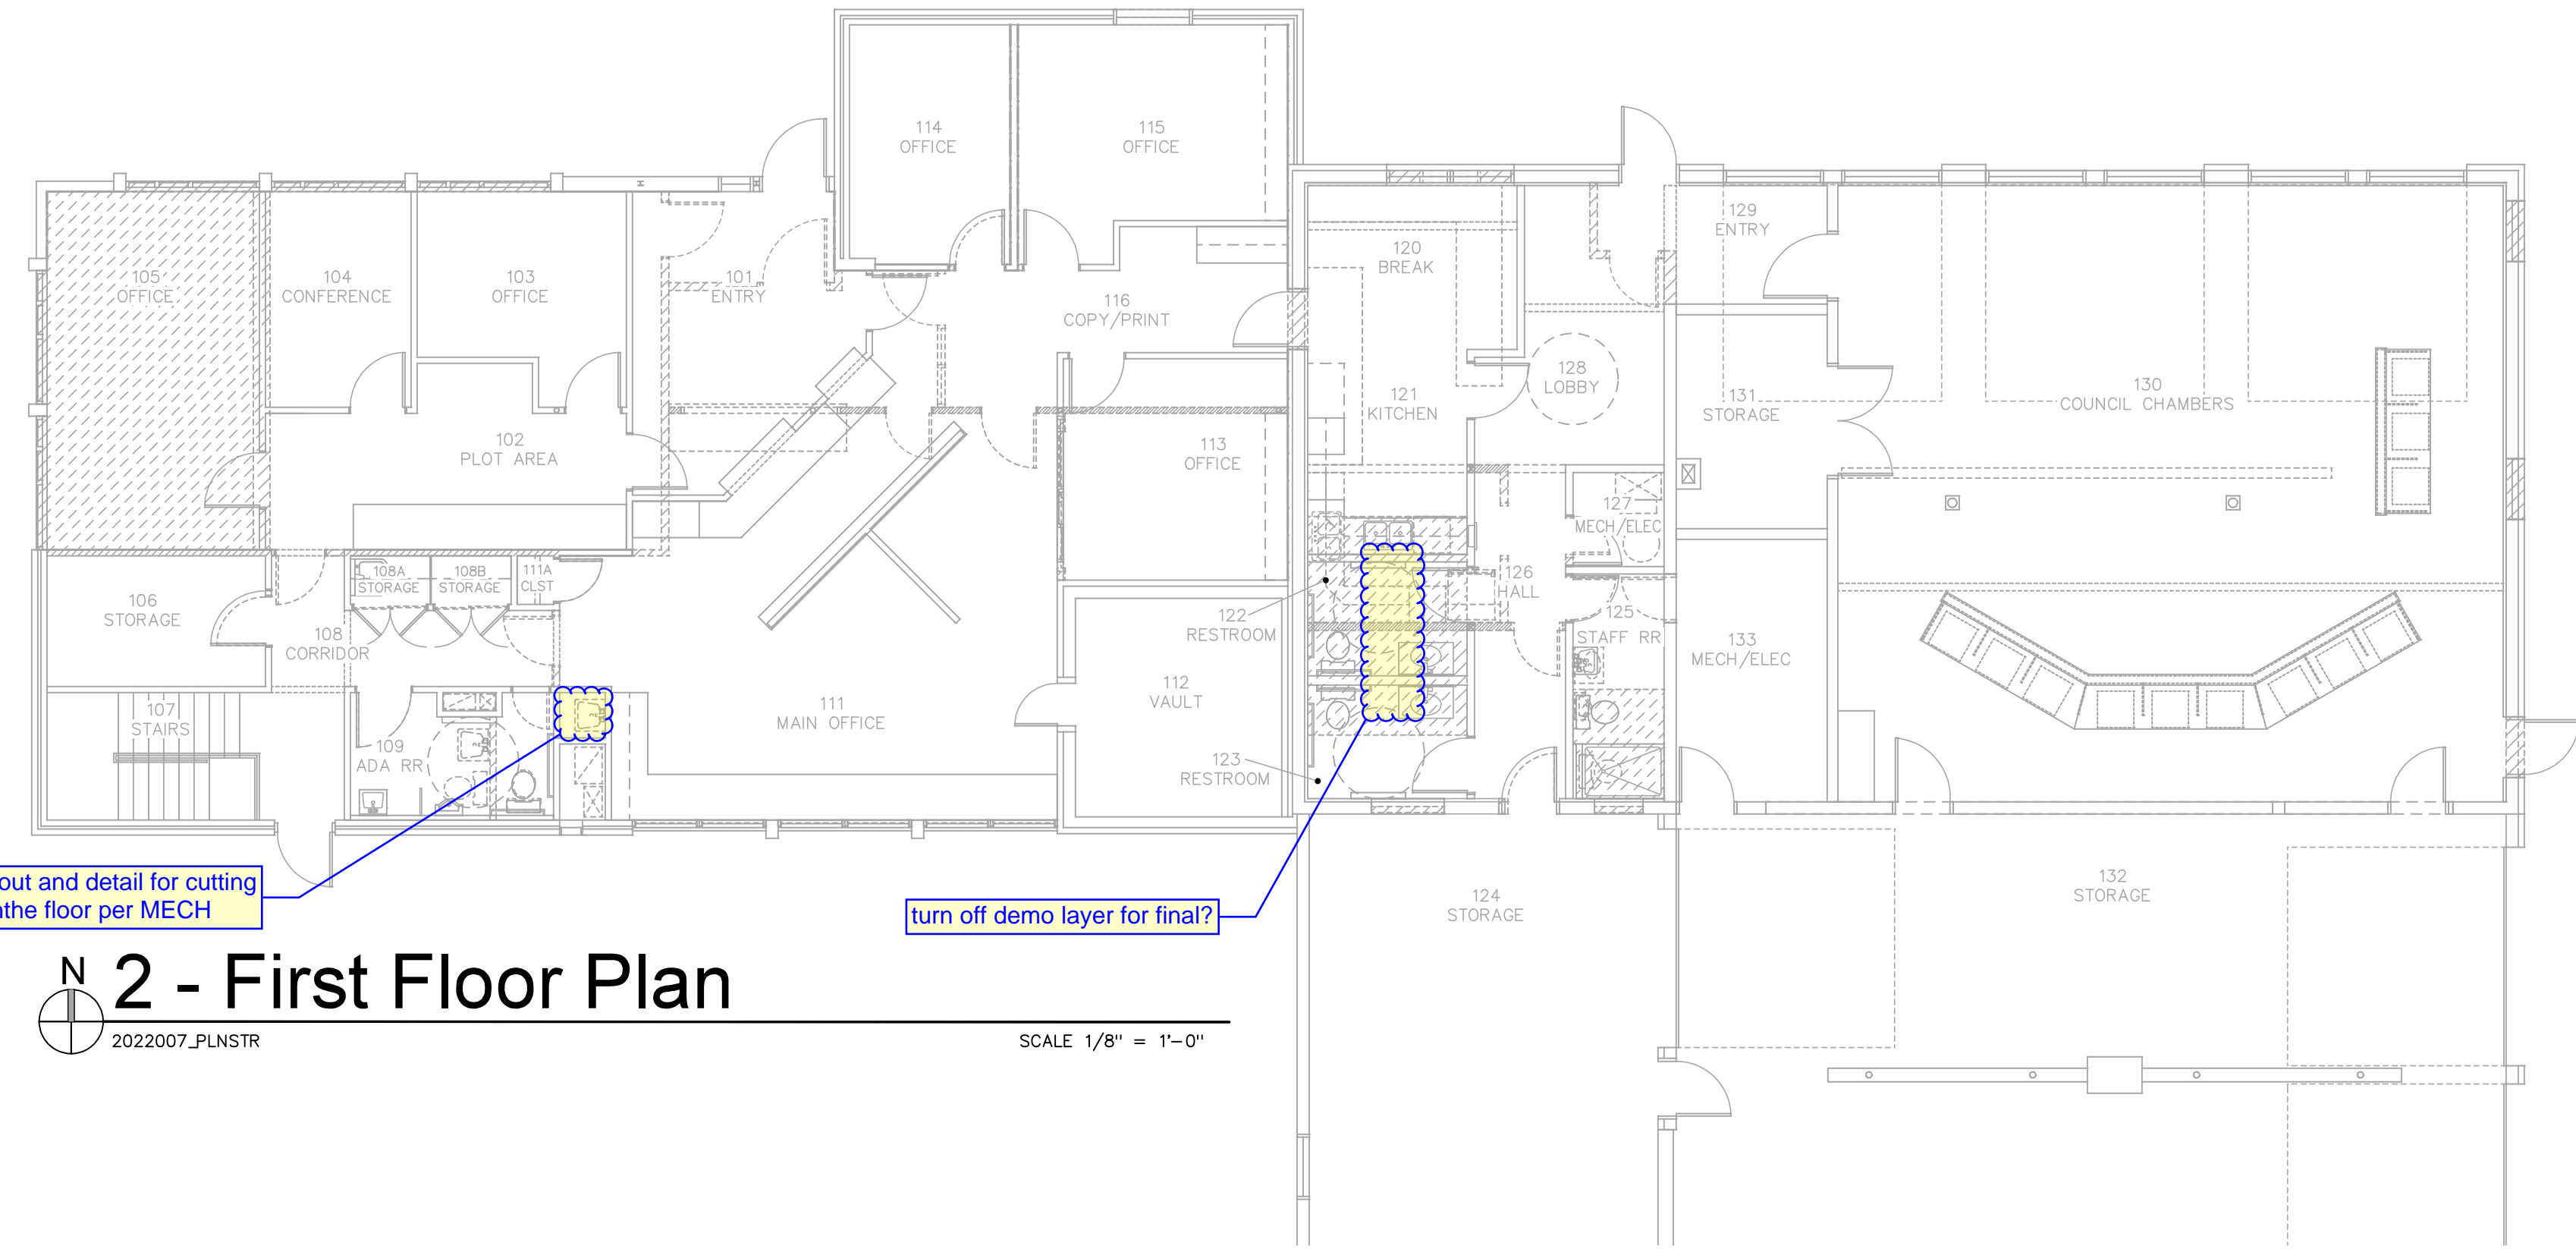 114
OFFICE
115
OFFICE
129
ENTRY
120
BREAK
105
OFFICE
104
CONFERENCE
103
OFFICE
101
ENTRY
116
COPY/PRINT
128
LOBBY
121
KITCHEN
131
STORAGE
130
COUNCIL CHAMBERS
102
PLOT AREA
113
OFFICE
127
MECH/ELEC
108A
STORAGE
108B
STORAGE
111A
CLST
126
HALL
106
STORAGE
122
RESTROOM
125
STAFF RR
108
CORRIDOR
133
MECH/ELEC
112
VAULT
107
STAIRS
111
MAIN OFFICE
109
ADA RR
123
RESTROOM
out and detail for cutting
the floor per MECH
turn off demo layer for final?
124
STORAGE
132
STORAGE
N
2 - First Floor Plan
2022007_PLNSTR
SCALE 1/8" = 1'-0"